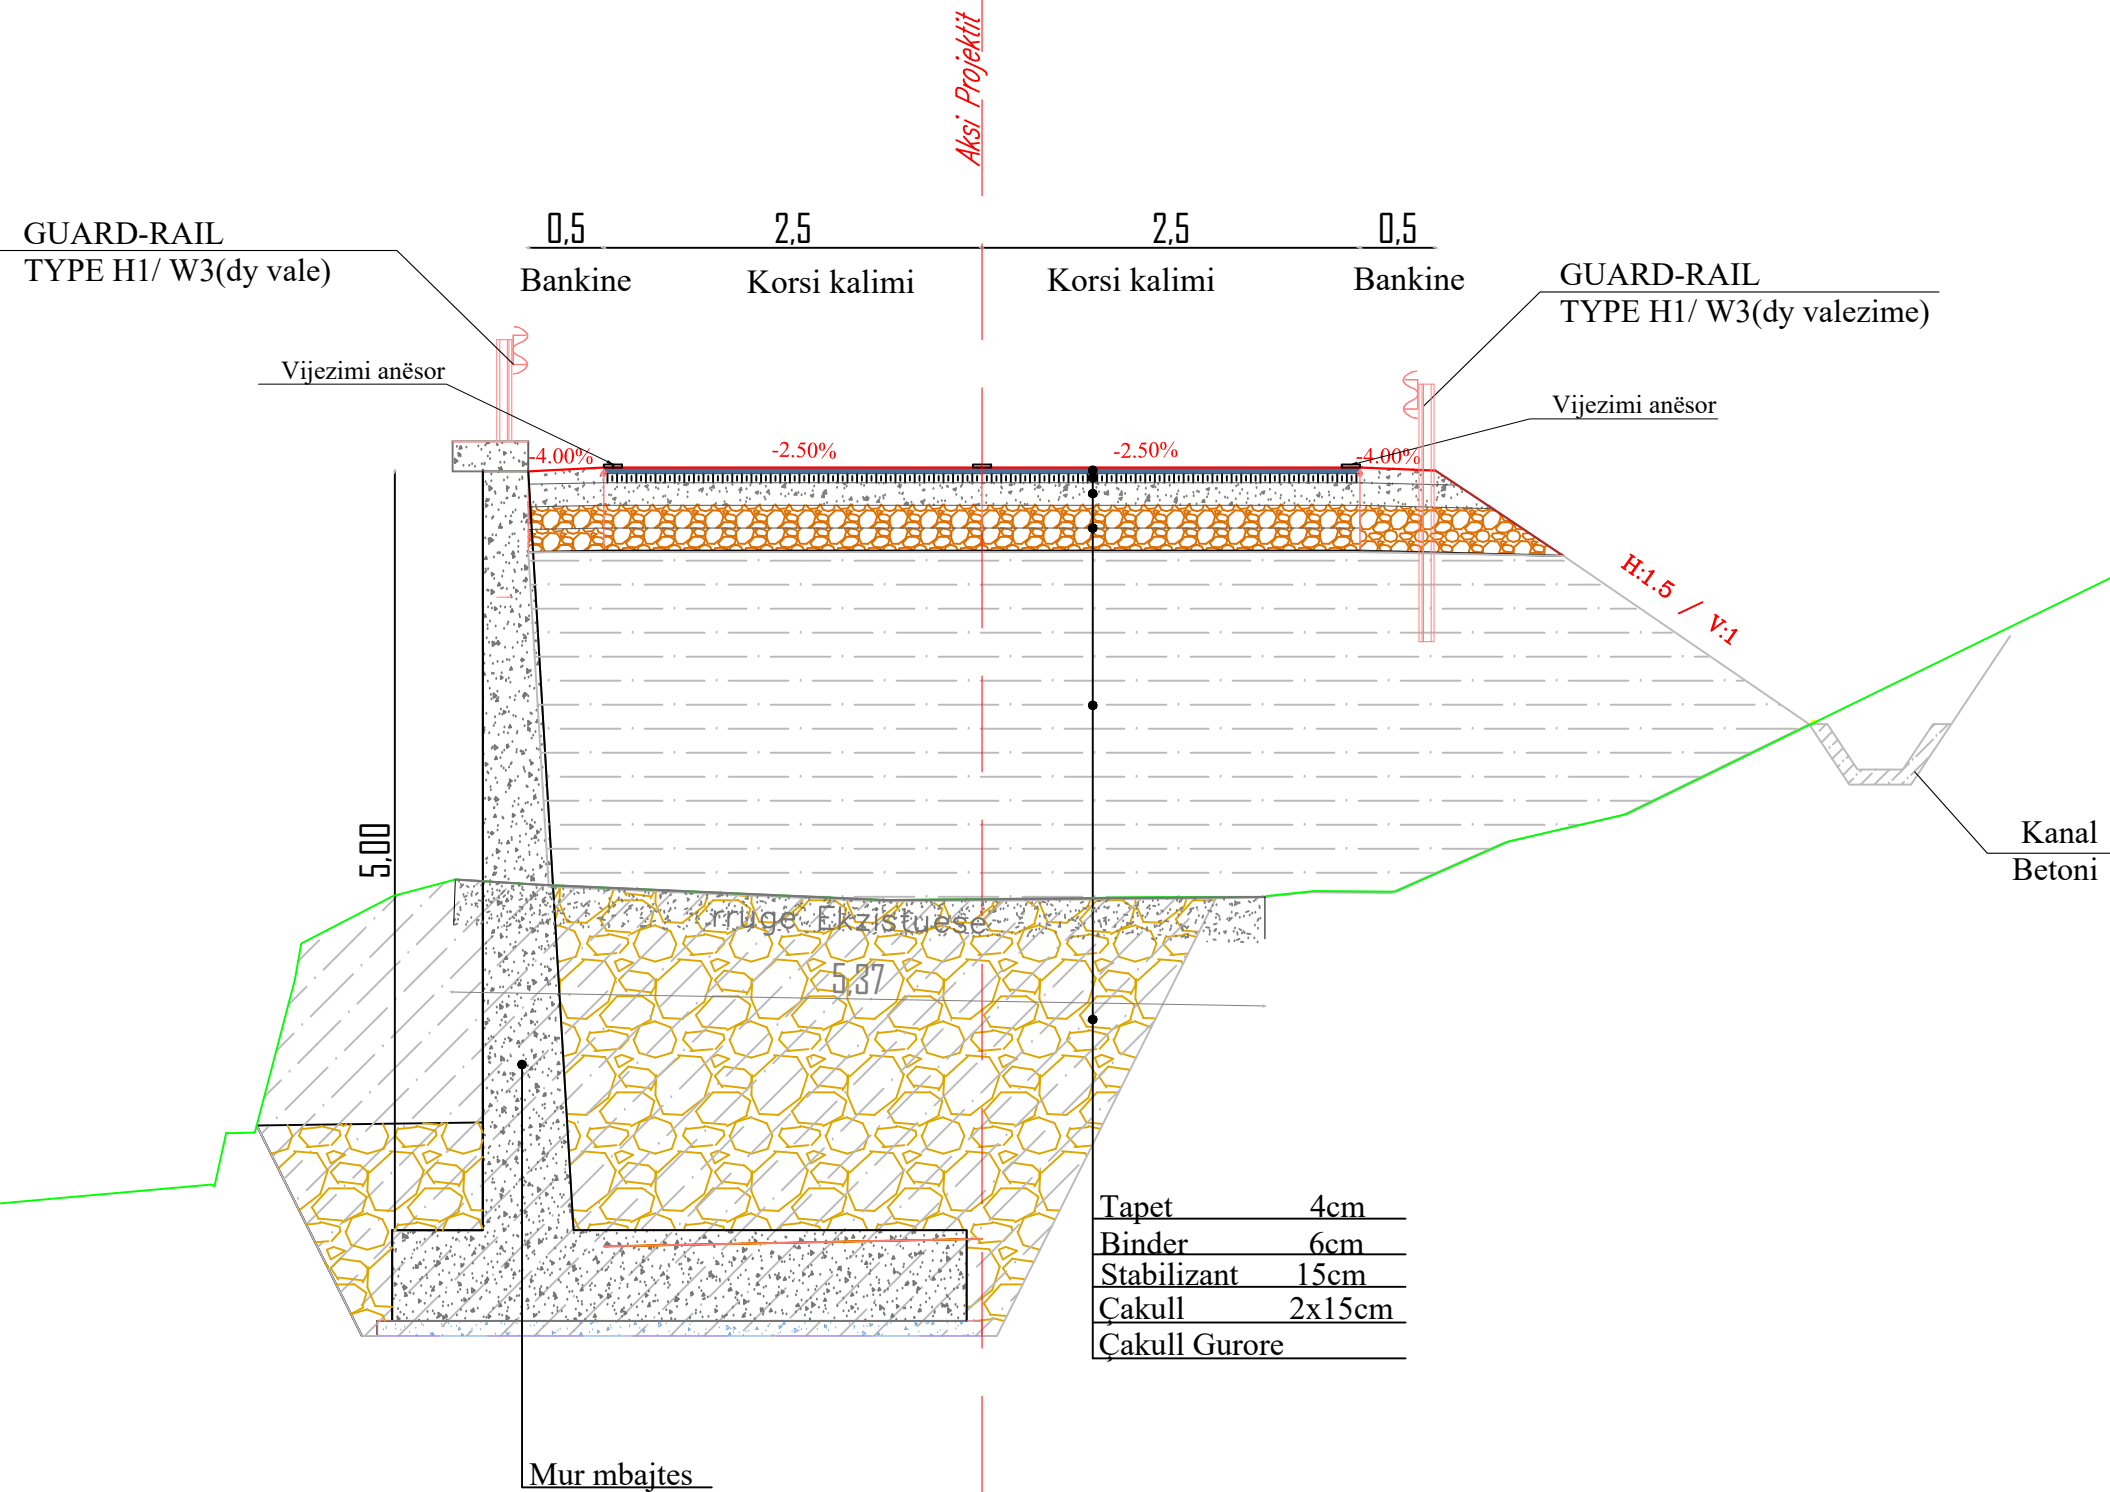 Aksi Projektit
0,5 2,5 2,5 0,5
Bankine Korsi kalimi Korsi kalimi Bankine
GUARD-RAIL
TYPE H1/ W3(dy vale)
GUARD-RAIL
TYPE H1/ W3(dy valezime)
Vijezimi anësor
Vijezimi anësor
-4.00% -2.50% -2.50% -4.00%
H:1.5 / V:1
5,00
Kanal
Betoni
rruge Ekzistuese
5,37
Tapet 4cm
Binder 6cm
Stabilizant 15cm
Çakull 2x15cm
Çakull Gurore
Mur mbajtes